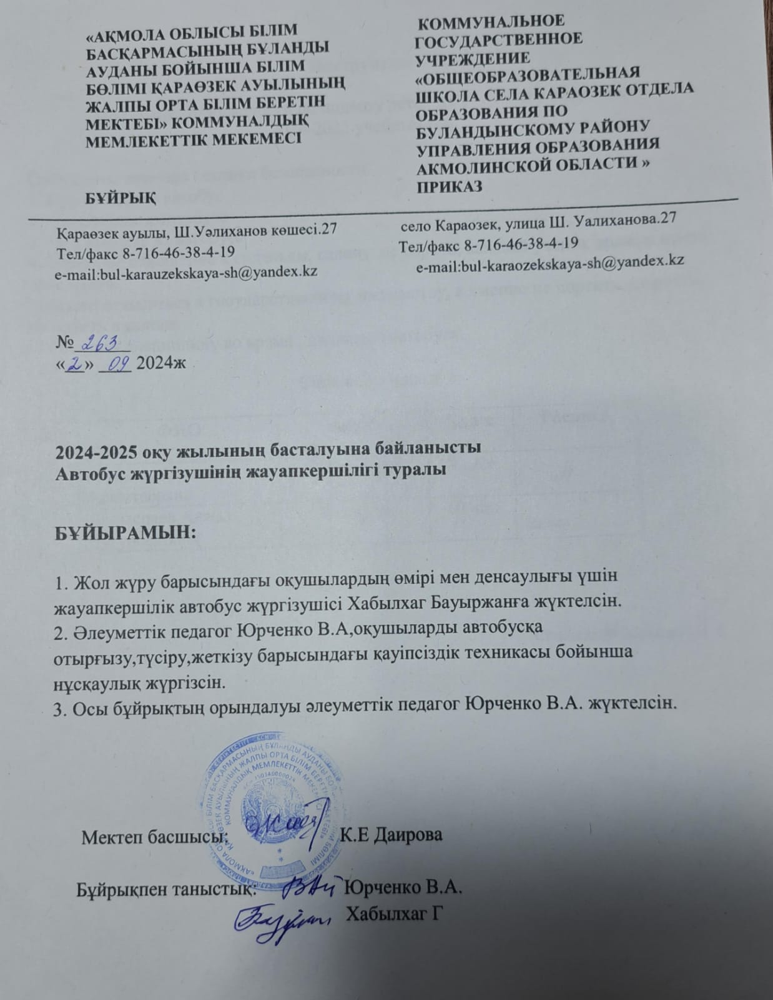 «АҚМОЛА ОБЛЫСЫ БІЛІМ
БАСҚАРМАСЫНЫҢ БҰЛАНДЫ
АУДАНЫ БОЙЫНША БІЛІМ
БӨЛІМІ ҚАРАӨЗЕК АУЫЛЫНЫҢ
ЖАЛПЫ ОРТА БІЛІМ БЕРЕТІН
МЕКТЕБІ» КОММУНАЛДЫҚ
МЕМЛЕКЕТТІК МЕКЕМЕСІ
БҰЙРЫҚ
КОММУНАЛЬНОЕ
ГОСУДАРСТВЕННОЕ
УЧРЕЖДЕНИЕ
«ОБЩЕОБРАЗОВАТЕЛЬНАЯ
ШКОЛА СЕЛА КАРАОЗЕК ОТДЕЛА
ОБРАЗОВАНИЯ ПО
БУЛАНДЫНСКОМУ РАЙОНУ
УПРАВЛЕНИЯ ОБРАЗОВАНИЯ
АКМОЛИНСКОЙ ОБЛАСТИ »
ПРИКАЗ
Қараөзек ауылы, Ш.Уәлиханов көшесі.27
Тел/факс 8-716-46-38-4-19
e-mail:bul-karauzekskaya-sh@yandex.kz
село Караозек, улица Ш. Уалиханова.27
Тел/факс 8-716-46-38-4-19
e-mail:bul-karaozekskaya-sh@yandex.kz
№ 263
«2» 09 2024ж
2024-2025 оқу жылының басталуына байланысты
Автобус жүргізушінің жауапкершілігі туралы
БҰЙЫРАМЫН:
1. Жол жүру барысындағы оқушылардың өмірі мен денсаулығы үшін
жауапкершілік автобус жүргізушісі Хабылхаг Бауыржанға жүктелсін.
2. Әлеуметтік педагог Юрченко В.А,оқушыларды автобусқа
отырғызу,түсіру,жеткізу барысындағы қауіпсіздік техникасы бойынша
нұсқаулық жүргізсін.
3. Осы бұйрықтың орындалуы әлеуметтік педагог Юрченко В.А. жүктелсін.
КОММУНАЛДЫҚ МЕМЛЕКЕТТІК МЕКЕМЕСІ
Мектеп басшысы: К.Е Даирова
Бұйрықпен таныстық: Юрченко В.А.
Хабылхаг Г